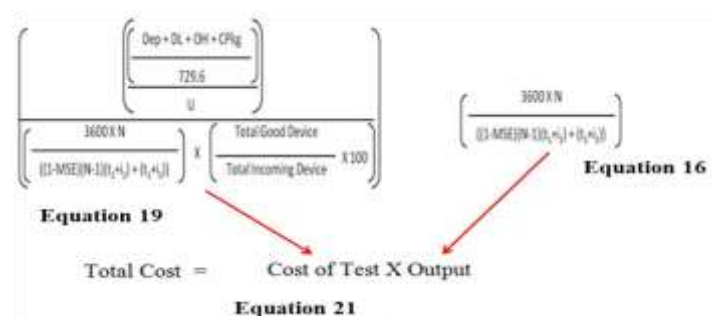 Dep + DL + OH + CPkg
729.6
U
3600 X N
((1-MSE)(N-1)(t₁+i₁) + (t₁+i₁))
X
Total Good Device
Total Incoming Device
X 100
3600 X N
((1-MSE)(N-1)(t₁+i₁) + (t₁+i₁))
Equation 16
Equation 19
Total Cost = Cost of Test X Output
Equation 21